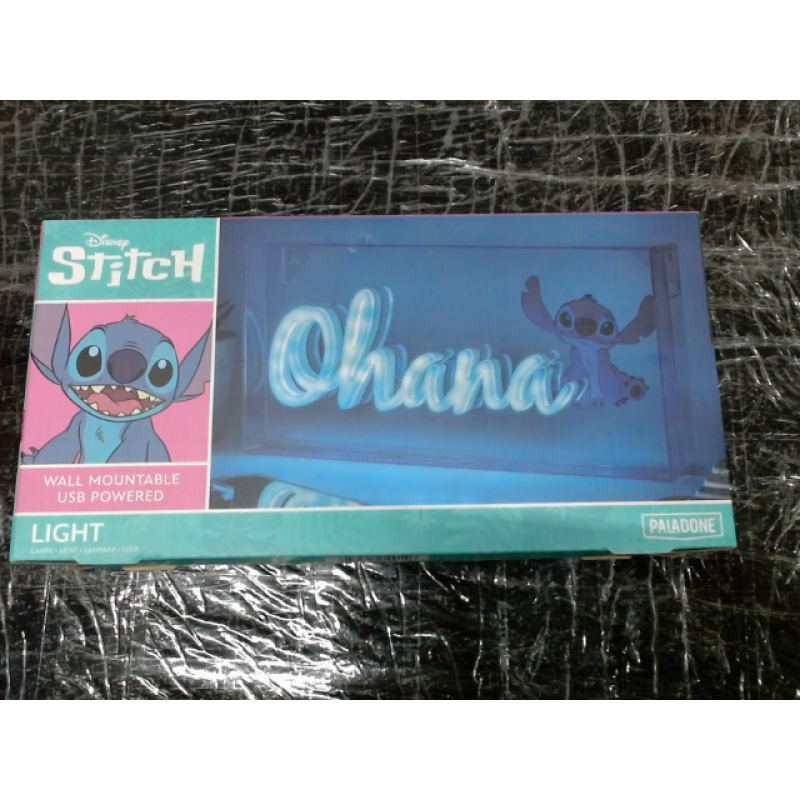 Disney
STITCH
Ohana
WALL MOUNTABLE
USB POWERED
LIGHT
LAMPE • LICHT • LÁMPARA • LUCE
PALADONE